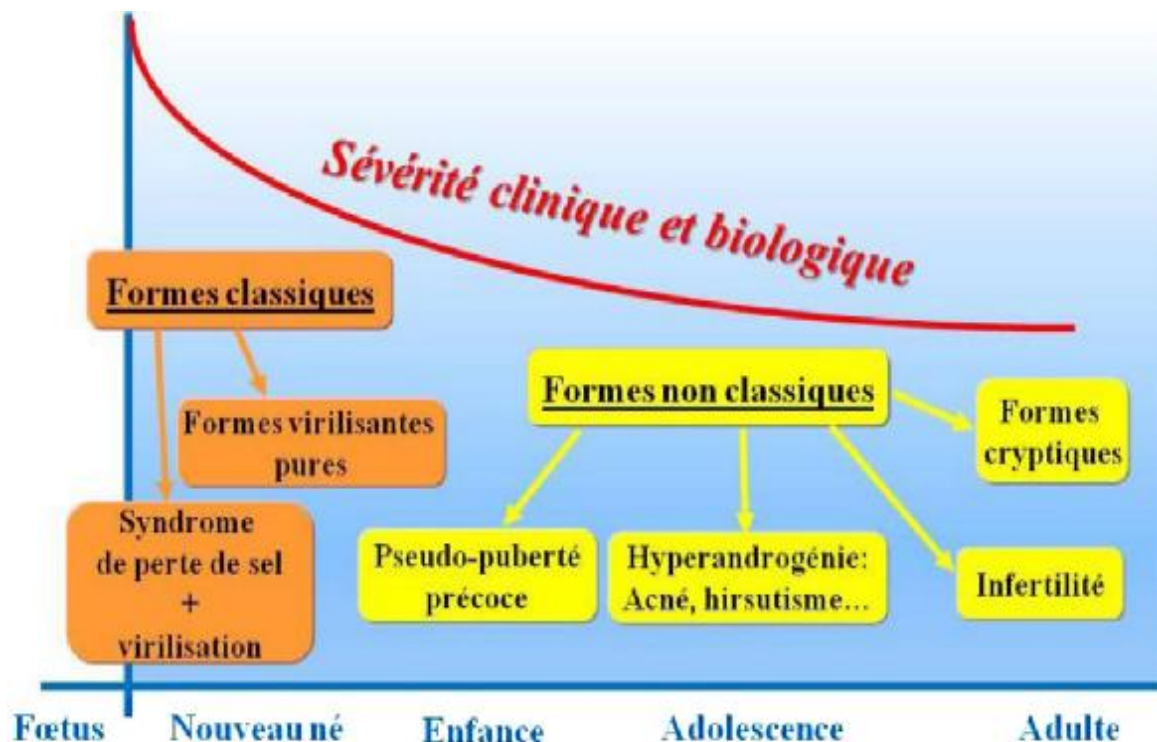 Sévérité clinique et biologique
Formes classiques
Formes virilisantes
pures
Syndrome
de perte de sel
+
virilisation
Formes non classiques
Formes
cryptiques
Pseudo-puberté
précoce
Hyperandrogénie:
Acné, hirsutisme...
Infertilité
Fœtus
Nouveau né
Enfance
Adolescence
Adulte